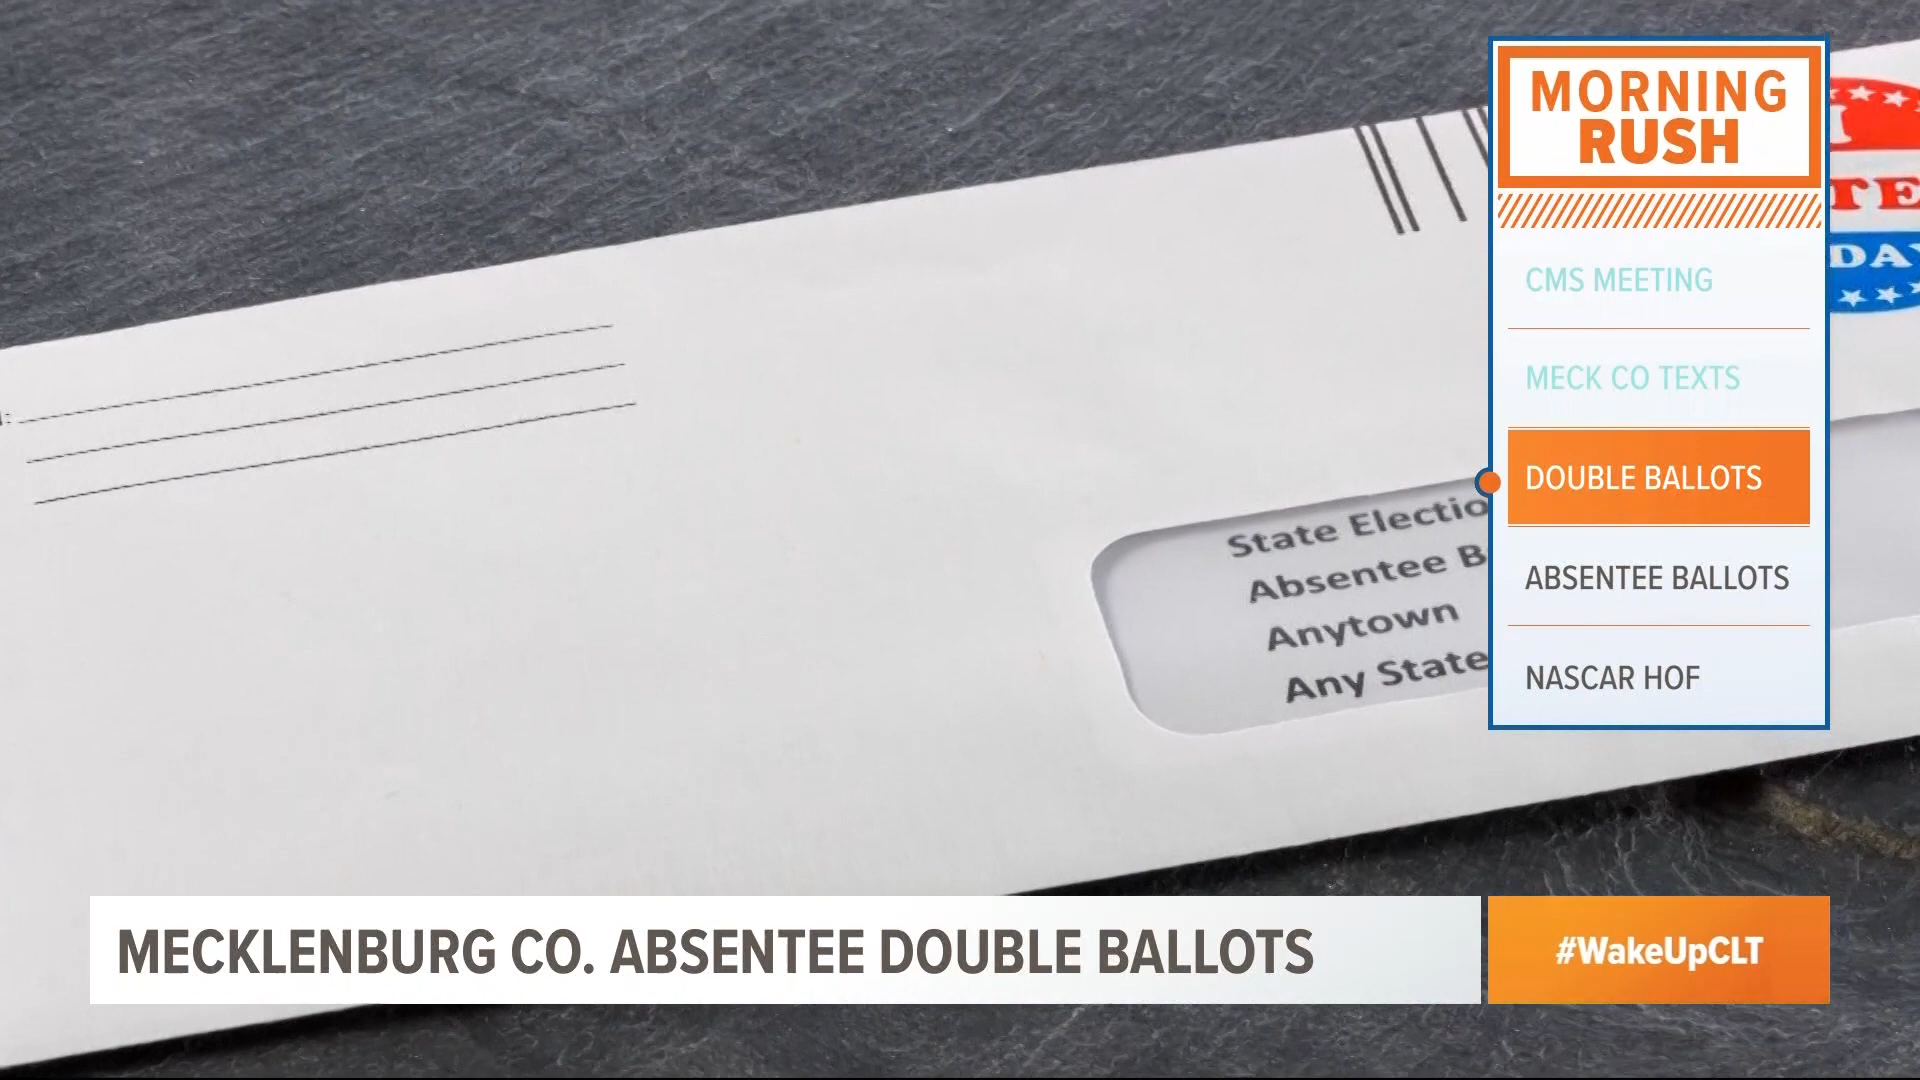 MORNING
RUSH
CMS MEETING
MECK CO TEXTS
DOUBLE BALLOTS
ABSENTEE BALLOTS
NASCAR HOF
State
Absentee
Anytown
Any State
MECKLENBURG CO. ABSENTEE DOUBLE BALLOTS
#WakeUpCLT